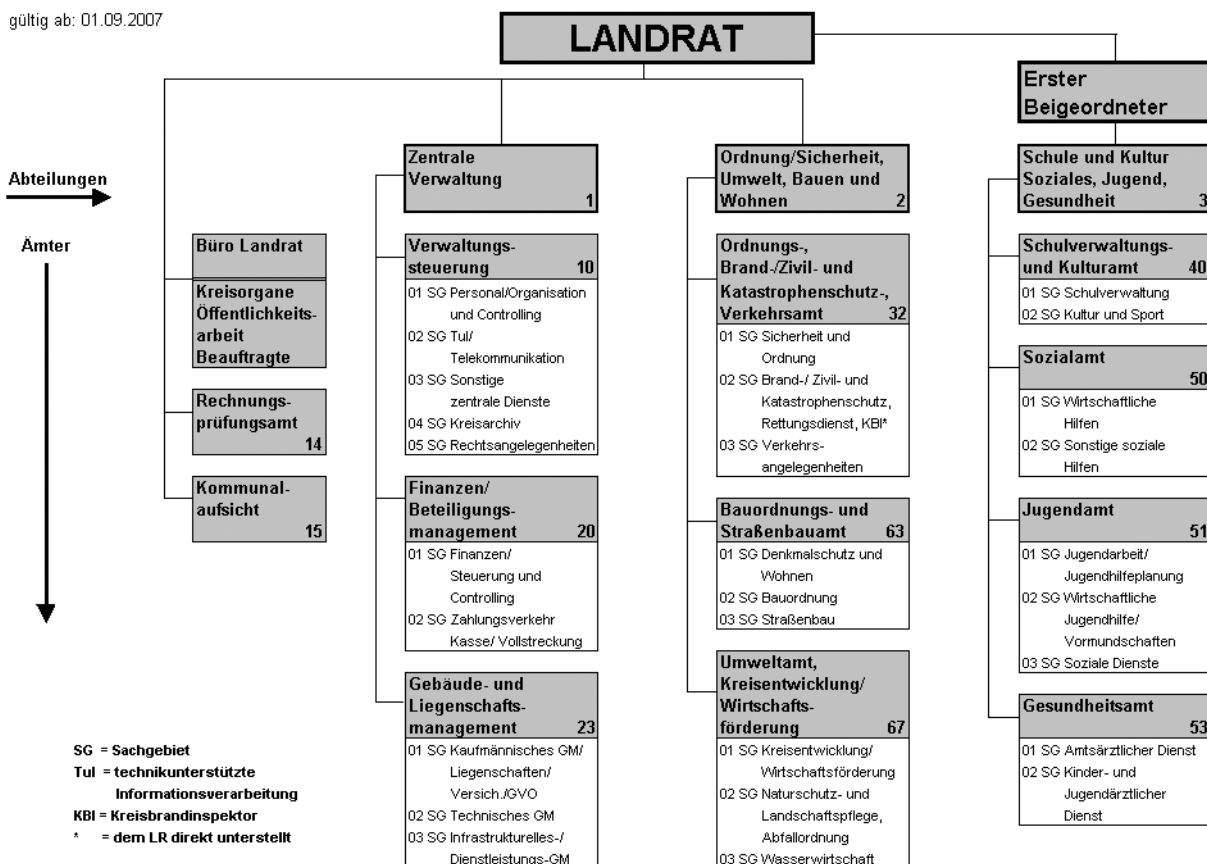 gültig ab: 01.09.2007
LANDRAT
Erster
Beigeordneter
Abteilungen
Ämter
Büro Landrat
Kreisorgane
Öffentlichkeits-
arbeit
Beauftragte
Rechnungs-
prüfungsamt
14
Kommunal-
aufsicht
15
Zentrale
Verwaltung
1
Verwaltungs-
steuerung 10
01 SG Personal/Organisation
und Controlling
02 SG TuI/
Telekommunikation
03 SG Sonstige
zentrale Dienste
04 SG Kreisarchiv
05 SG Rechtsangelegenheiten
Finanzen/
Beteiligungs-
management 20
01 SG Finanzen/
Steuerung und
Controlling
02 SG Zahlungsverkehr
Kasse/ Vollstreckung
Gebäude- und
Liegenschafts-
management 23
01 SG Kaufmännisches GM/
Liegenschaften/
Versich./GVO
02 SG Technisches GM
03 SG Infrastrukturelles-/
Dienstleistungs-GM
Ordnung/Sicherheit,
Umwelt, Bauen und
Wohnen 2
Ordnungs-,
Brand-/Zivil- und
Katastrophenschutz-,
Verkehrsamt 32
01 SG Sicherheit und
Ordnung
02 SG Brand-/ Zivil- und
Katastrophenschutz,
Rettungsdienst, KBI*
03 SG Verkehrs-
angelegenheiten
Bauordnungs- und
Straßenbauamt 63
01 SG Denkmalschutz und
Wohnen
02 SG Bauordnung
03 SG Straßenbau
Umweltamt,
Kreisentwicklung/
Wirtschafts-
förderung 67
01 SG Kreisentwicklung/
Wirtschaftsförderung
02 SG Naturschutz- und
Landschaftspflege,
Abfallordnung
03 SG Wasserwirtschaft
Schule und Kultur
Soziales, Jugend,
Gesundheit 3
Schulverwaltungs-
und Kulturamt 40
01 SG Schulverwaltung
02 SG Kultur und Sport
Sozialamt
50
01 SG Wirtschaftliche
Hilfen
02 SG Sonstige soziale
Hilfen
Jugendamt
51
01 SG Jugendarbeit/
Jugendhilfeplanung
02 SG Wirtschaftliche
Jugendhilfe/
Vormundschaften
03 SG Soziale Dienste
Gesundheitsamt
53
01 SG Amtsärztlicher Dienst
02 SG Kinder- und
Jugendärztlicher
Dienst
SG = Sachgebiet
TuI = technikunterstützte
Informationsverarbeitung
KBI = Kreisbrandinspektor
* = dem LR direkt unterstellt